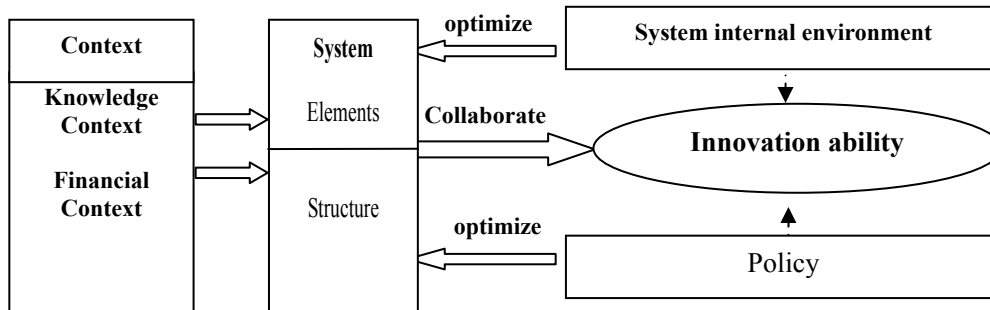 Context
Knowledge
Context
Financial
Context
System
Elements
Structure
optimize
Collaborate
optimize
System internal environment
Innovation ability
Policy